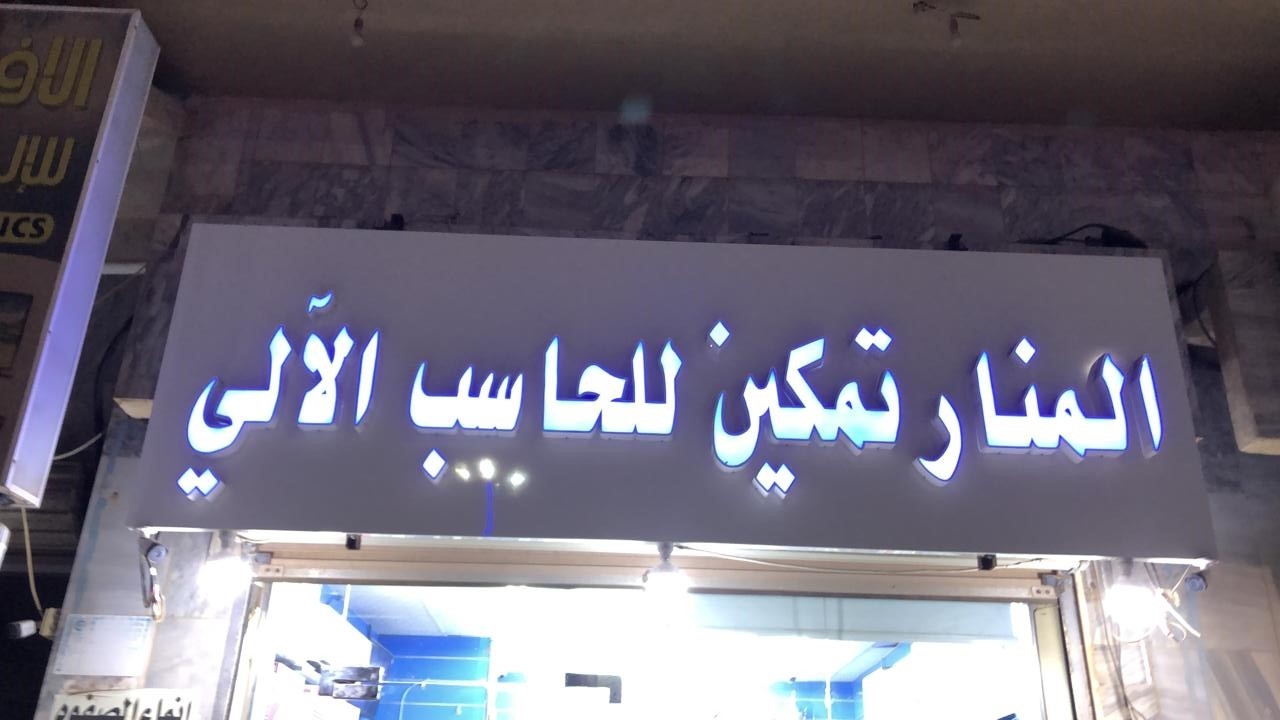 المنار تمكين للحاسب الآلي